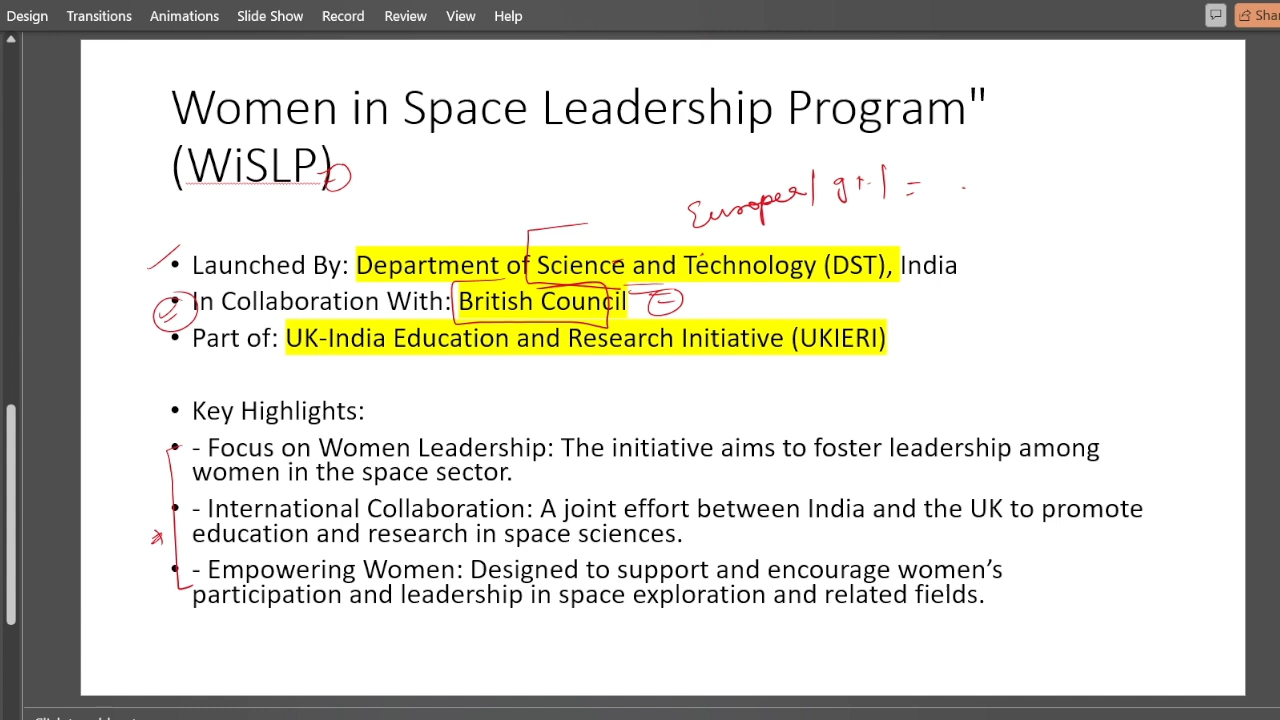 Design Transitions Animations Slide Show Record Review View Help
Women in Space Leadership Program"
(WiSLP)
• Launched By: Department of Science and Technology (DST), India
• In Collaboration With: British Council
• Part of: UK-India Education and Research Initiative (UKIERI)
• Key Highlights:
• - Focus on Women Leadership: The initiative aims to foster leadership among
women in the space sector.
• - International Collaboration: A joint effort between India and the UK to promote
education and research in space sciences.
• - Empowering Women: Designed to support and encourage women’s
participation and leadership in space exploration and related fields.